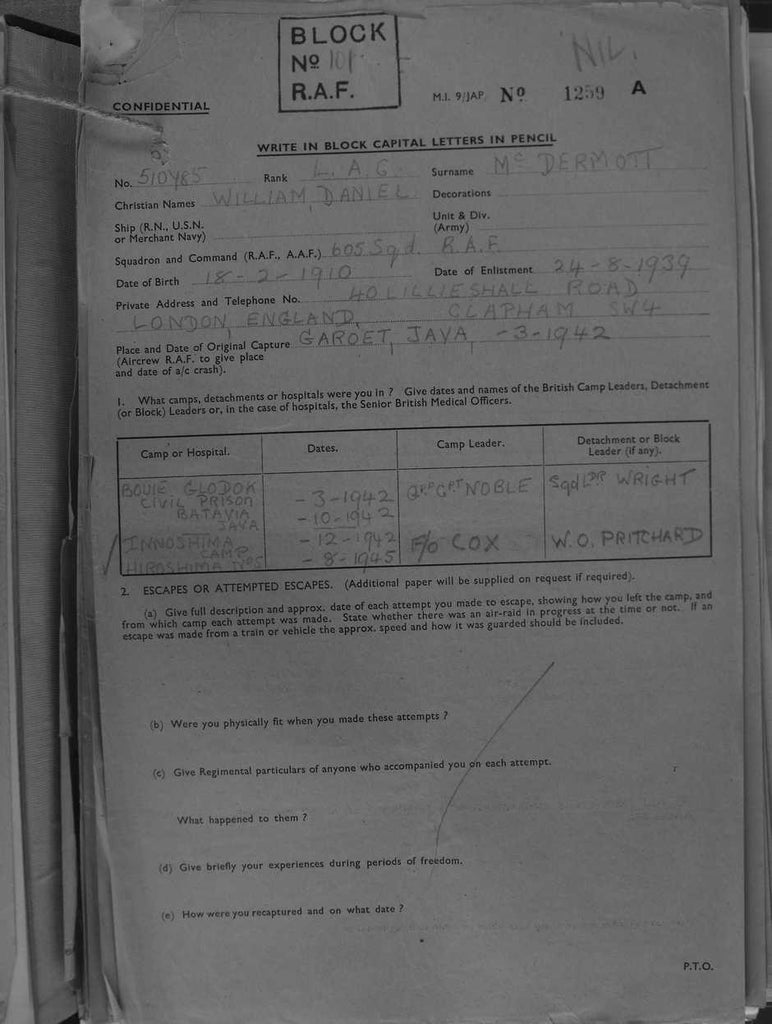 BLOCK
Nº 101
R.A.F.
NIL.
M.I. 9/JAP. Nº 1259 A
CONFIDENTIAL
WRITE IN BLOCK CAPITAL LETTERS IN PENCIL
No. 510485 Rank L.A.C. Surname Mc DERMOTT
Christian Names WILLIAM, DANIEL Decorations
Ship (R.N., U.S.N. or Merchant Navy) Unit & Div. (Army)
Squadron and Command (R.A.F., A.A.F.) 605 Sqd. R.A.F.
Date of Birth 18-2-1910 Date of Enlistment 24-8-1939
Private Address and Telephone No. 40 LILLIESHALL ROAD
LONDON, ENGLAND, CLAPHAM SW4
Place and Date of Original Capture GAROET, JAVA, -3-1942
(Aircrew R.A.F. to give place
and date of a/c crash).
1. What camps, detachments or hospitals were you in ? Give dates and names of the British Camp Leaders, Detachment
(or Block) Leaders or, in the case of hospitals, the Senior British Medical Officers.
Camp or Hospital. Dates. Camp Leader. Detachment or Block Leader (if any).
GLODOK
CIVIL PRISON -3-1942 GRP CPT NOBLE Sqd LDR WRIGHT
BATAVIA -10-1942
JAVA
INNOSHIMA -12-1942 F/O COX W.O. PRITCHARD
CAMP
HIROSHIMA No 5 -8-1945
2. ESCAPES OR ATTEMPTED ESCAPES. (Additional paper will be supplied on request if required).
(a) Give full description and approx. date of each attempt you made to escape, showing how you left the camp, and
from which camp each attempt was made. State whether there was an air-raid in progress at the time or not. If an
escape was made from a train or vehicle the approx. speed and how it was guarded should be included.
(b) Were you physically fit when you made these attempts ?
(c) Give Regimental particulars of anyone who accompanied you on each attempt.
What happened to them ?
(d) Give briefly your experiences during periods of freedom.
(e) How were you recaptured and on what date ?
P.T.O.